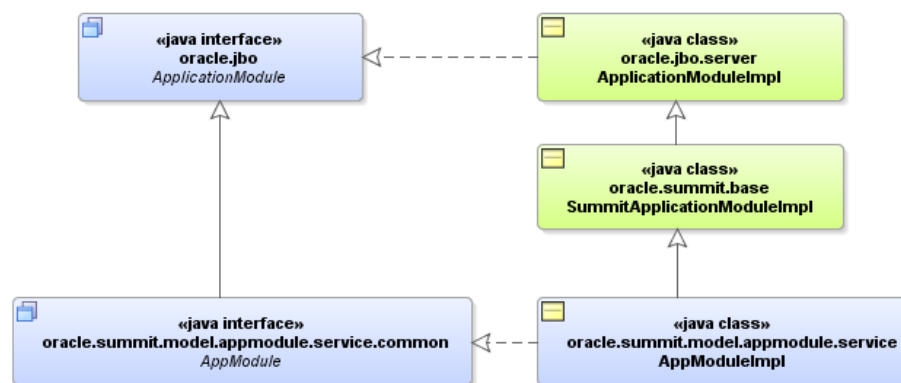 «java interface»
oracle.jbo
ApplicationModule
«java class»
oracle.jbo.server
ApplicationModuleImpl
«java class»
oracle.summit.base
SummitApplicationModuleImpl
«java interface»
oracle.summit.model.appmodule.service.common
AppModule
«java class»
oracle.summit.model.appmodule.service
AppModuleImpl